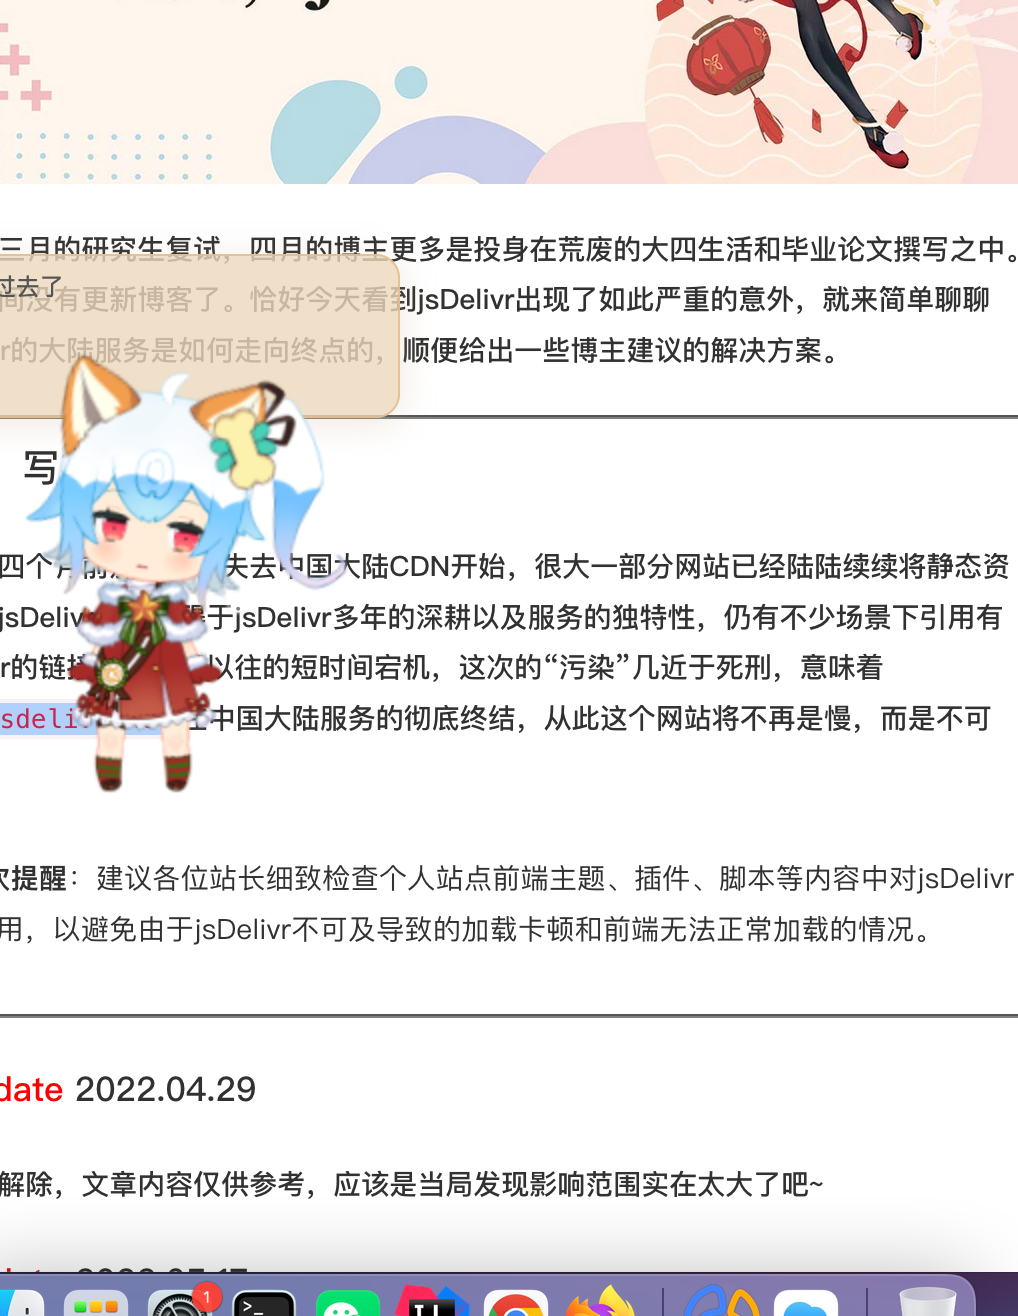 三月的研究生复试，四月的博主更多是投身在荒废的大四生活和毕业论文撰写之中。
过去了
间没有更新博客了。恰好今天看到jsDelivr出现了如此严重的意外，就来简单聊聊
r的大陆服务是如何走向终点的，顺便给出一些博主建议的解决方案。
写
四个月前 失去中国大陆CDN开始，很大一部分网站已经陆陆续续将静态资
jsDeliv 于jsDelivr多年的深耕以及服务的独特性，仍有不少场景下引用有
r的链接 以往的短时间宕机，这次的“污染”几近于死刑，意味着
sdeli 中国大陆服务的彻底终结，从此这个网站将不再是慢，而是不可
次提醒：建议各位站长细致检查个人站点前端主题、插件、脚本等内容中对jsDelivr
用，以避免由于jsDelivr不可及导致的加载卡顿和前端无法正常加载的情况。
date 2022.04.29
解除，文章内容仅供参考，应该是当局发现影响范围实在太大了吧~
1